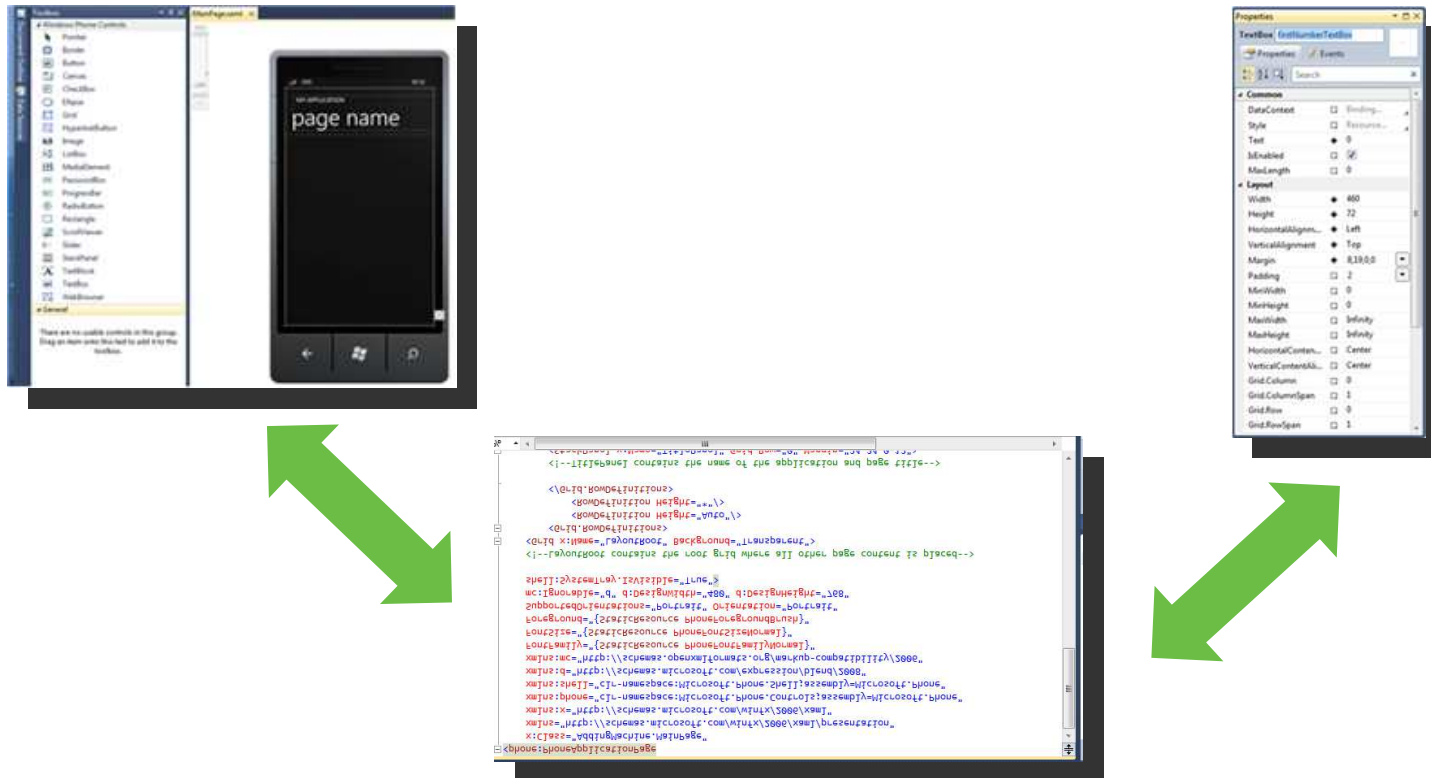 Toolbox
MainPage.xaml
Windows Phone Controls
Pointer
Border
Button
Canvas
CheckBox
Ellipse
Grid
HyperlinkButton
Image
ListBox
MediaElement
PasswordBox
ProgressBar
RadioButton
Rectangle
ScrollViewer
Slider
StackPanel
TextBlock
TextBox
WebBrowser
General
There are no usable controls in this group.
Drag an item onto this text to add it to the
toolbox.
MY APPLICATION
page name
Properties
TextBox firstNumberTextBox
Properties Events
Search
Common
DataContext Binding...
Style Resource...
Text 0
IsEnabled
MaxLength 0
Layout
Width 460
Height 72
HorizontalAlignm... Left
VerticalAlignment Top
Margin 8,19,0,0
Padding 2
MinWidth 0
MinHeight 0
MaxWidth Infinity
MaxHeight Infinity
HorizontalConten... Center
VerticalContentAli... Center
Grid.Column 0
Grid.ColumnSpan 1
Grid.Row 0
Grid.RowSpan 1
<phone:PhoneApplicationPage
x:Class="AddingMachine.MainPage"
xmlns="http://schemas.microsoft.com/winfx/2006/xaml/presentation"
xmlns:x="http://schemas.microsoft.com/winfx/2006/xaml"
xmlns:phone="clr-namespace:Microsoft.Phone.Controls;assembly=Microsoft.Phone"
xmlns:shell="clr-namespace:Microsoft.Phone.Shell;assembly=Microsoft.Phone"
xmlns:d="http://schemas.microsoft.com/expression/blend/2008"
xmlns:mc="http://schemas.openxmlformats.org/markup-compatibility/2006"
FontFamily="{StaticResource PhoneFontFamilyNormal}"
FontSize="{StaticResource PhoneFontSizeNormal}"
Foreground="{StaticResource PhoneForegroundBrush}"
SupportedOrientations="Portrait" Orientation="Portrait"
mc:Ignorable="d" d:DesignWidth="480" d:DesignHeight="768"
shell:SystemTray.IsVisible="True">
<!--LayoutRoot contains the root grid where all other page content is placed-->
<Grid x:Name="LayoutRoot" Background="Transparent">
<Grid.RowDefinitions>
<RowDefinition Height="Auto"/>
<RowDefinition Height="*"/>
</Grid.RowDefinitions>
<!--TitlePanel contains the name of the application and page title-->
%